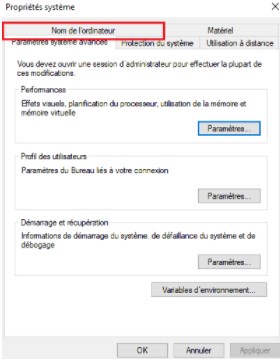 Propriétés système
Nom de l'ordinateur
Matériel
Paramètres système avancés
Protection du système
Utilisation à distance
Vous devez ouvrir une session d'administrateur pour effectuer la plupart de
ces modifications.
Performances
Effets visuels, planification du processeur, utilisation de la mémoire et
mémoire virtuelle
Paramètres...
Profil des utilisateurs
Paramètres du Bureau liés à votre connexion
Paramètres...
Démarrage et récupération
Informations de démarrage du système, de défaillance du système et de
débogage
Paramètres...
Variables d'environnement...
OK
Annuler
Appliquer